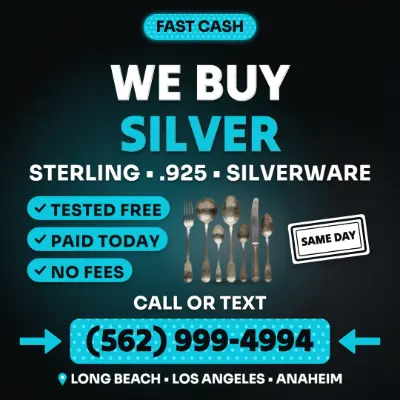 FAST CASH
WE BUY
SILVER
STERLING ▪ .925 ▪ SILVERWARE
✓ TESTED FREE
✓ PAID TODAY
✓ NO FEES
SAME DAY
CALL OR TEXT
(562) 999-4994
LONG BEACH ▪ LOS ANGELES ▪ ANAHEIM